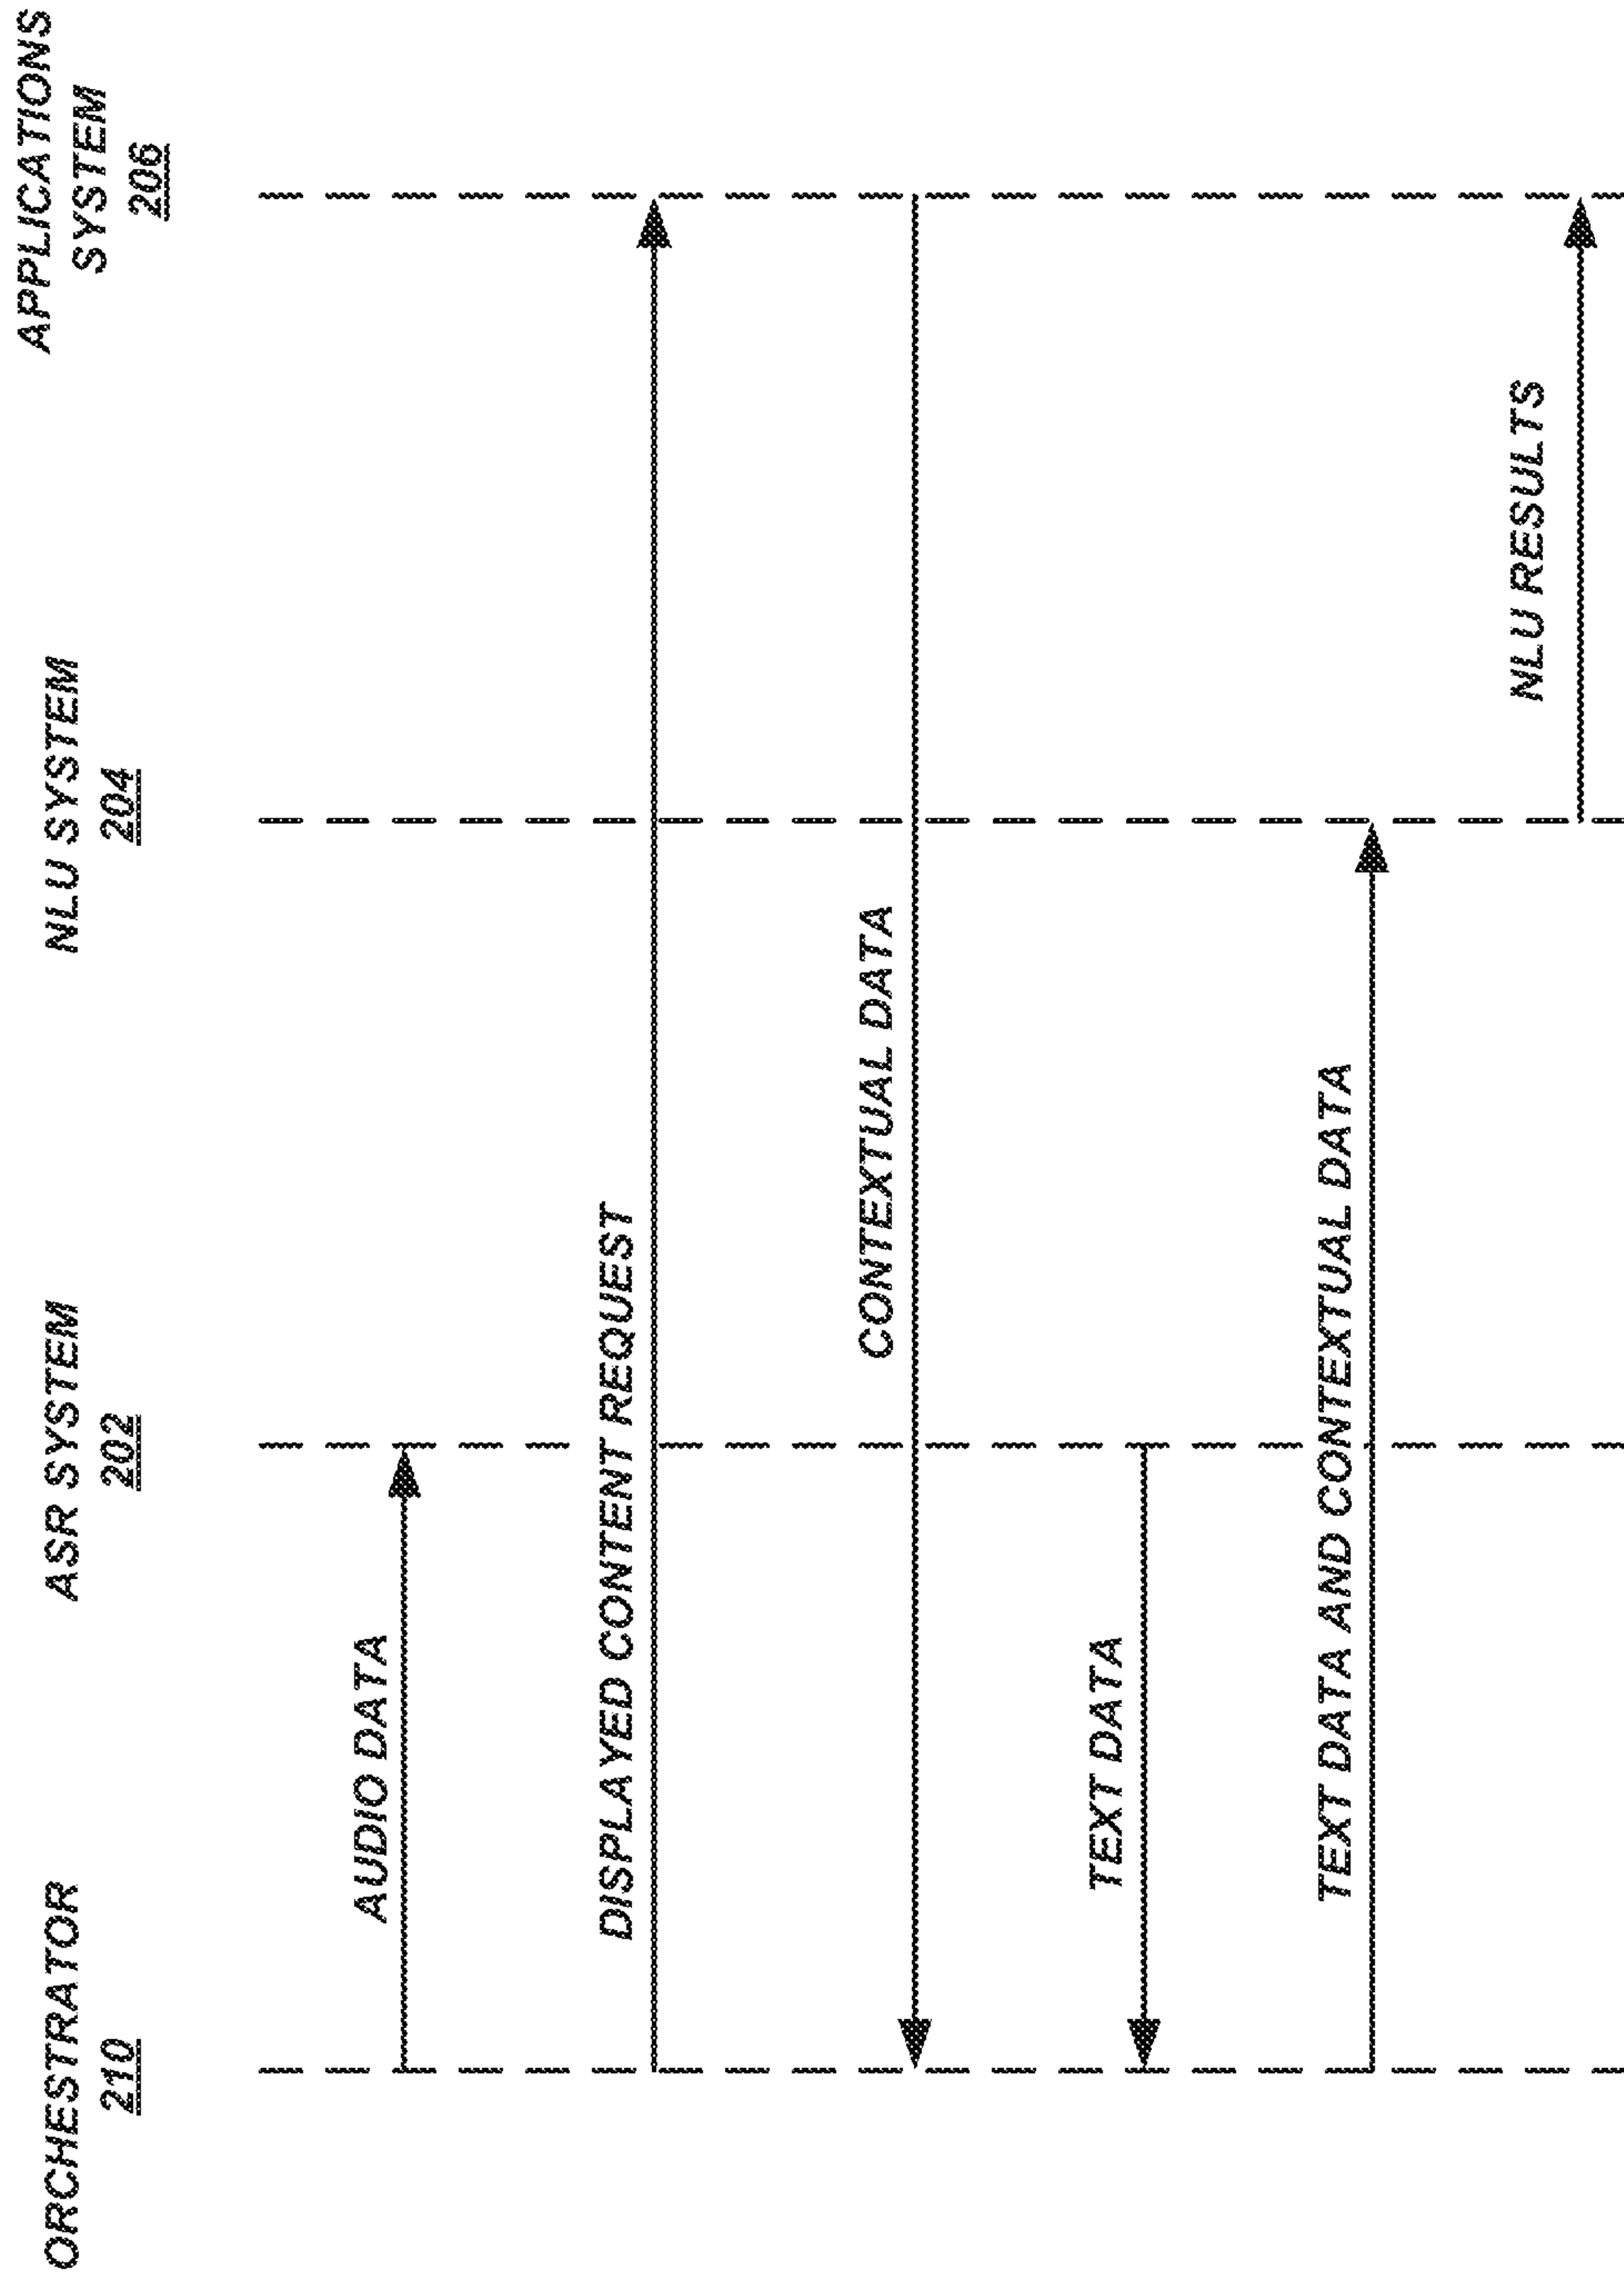 ORCHESTRATOR
210
ASR SYSTEM
202
NLU SYSTEM
204
APPLICATIONS
SYSTEM
206
AUDIO DATA
DISPLAYED CONTENT REQUEST
CONTEXTUAL DATA
TEXT DATA
TEXT DATA AND CONTEXTUAL DATA
NLU RESULTS